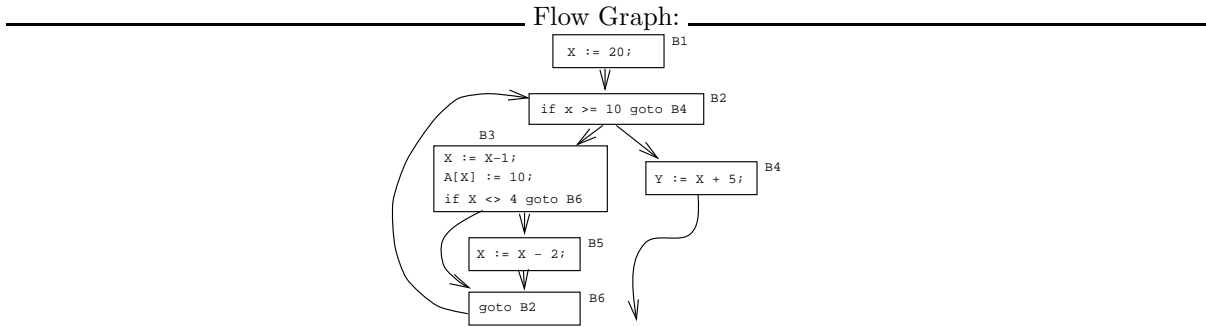 Flow Graph:
X := 20;
B1
if x >= 10 goto B4
B2
B3
X := X-1;
A[X] := 10;
if X <> 4 goto B6
Y := X + 5;
B4
X := X - 2;
B5
goto B2
B6